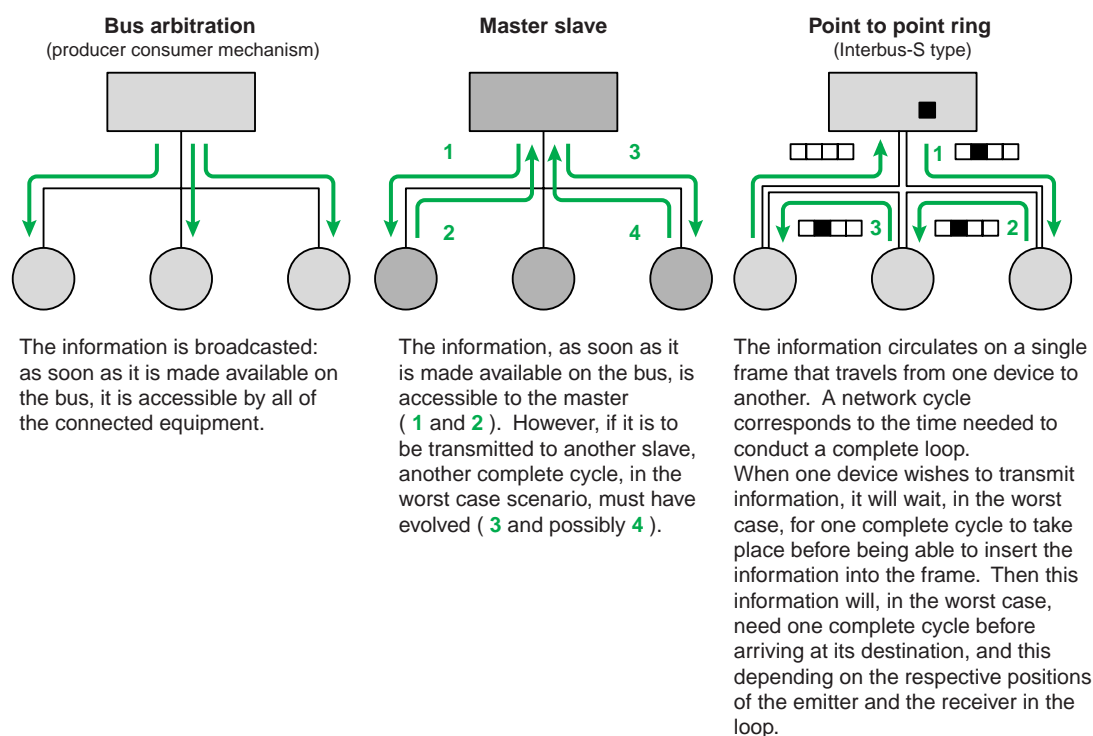 Bus arbitration
(producer consumer mechanism)
The information is broadcasted:
as soon as it is made available on
the bus, it is accessible by all of
the connected equipment.
Master slave
1
3
2
4
The information, as soon as it
is made available on the bus, is
accessible to the master
( 1 and 2 ).  However, if it is to
be transmitted to another slave,
another complete cycle, in the
worst case scenario, must have
evolved ( 3 and possibly 4 ).
Point to point ring
(Interbus-S type)
1
3
2
The information circulates on a single
frame that travels from one device to
another.  A network cycle
corresponds to the time needed to
conduct a complete loop.
When one device wishes to transmit
information, it will wait, in the worst
case, for one complete cycle to take
place before being able to insert the
information into the frame.  Then this
information will, in the worst case,
need one complete cycle before
arriving at its destination, and this
depending on the respective positions
of the emitter and the receiver in the
loop.